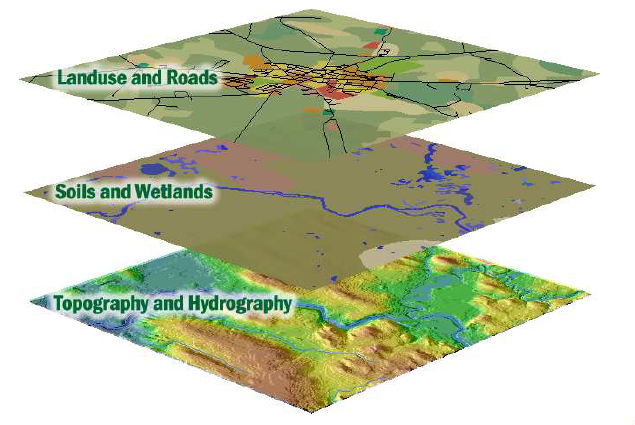 Landuse and Roads
Soils and Wetlands
Topography and Hydrography